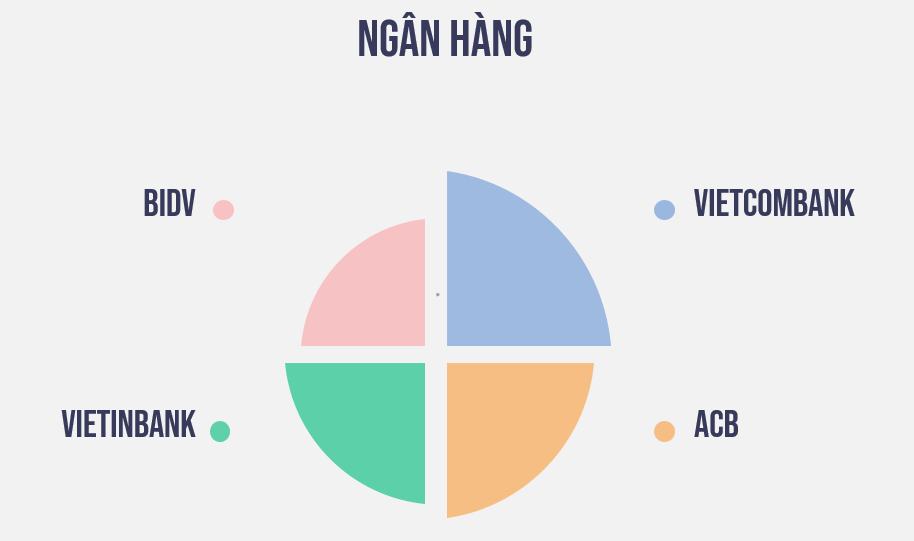 NGÂN HÀNG
BIDV
VIETCOMBANK
VIETINBANK
ACB